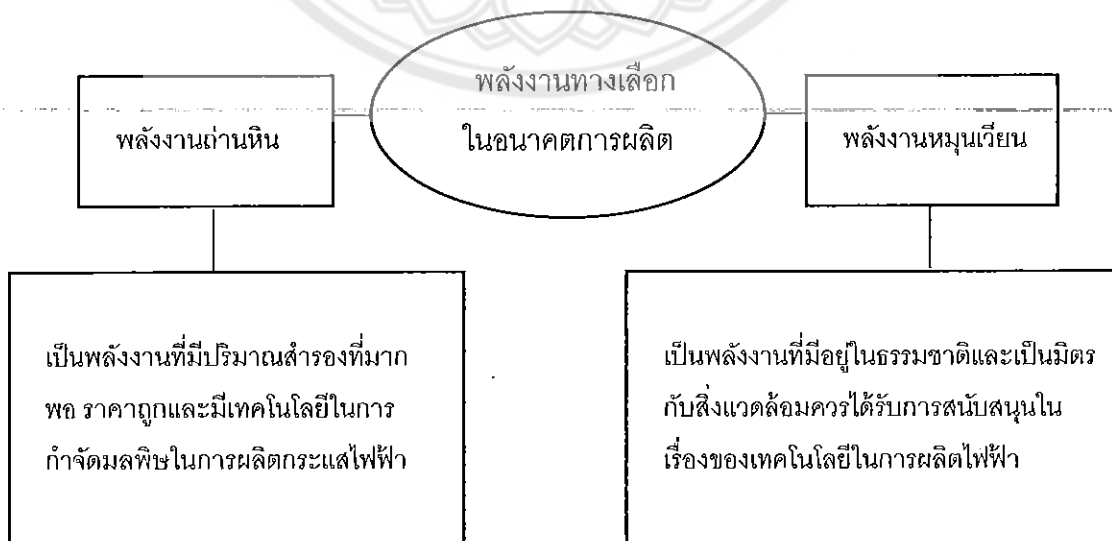 พลังงานทางเลือก
ในอนาคตการผลิต
พลังงานถ่านหิน
พลังงานหมุนเวียน
เป็นพลังงานที่มีปริมาณสำรองที่มาก
พอ ราคาถูกและมีเทคโนโลยีในการ
กำจัดมลพิษในการผลิตกระแสไฟฟ้า
เป็นพลังงานที่มีอยู่ในธรรมชาติและเป็นมิตร
กับสิ่งแวดล้อมควรได้รับการสนับสนุนใน
เรื่องของเทคโนโลยีในการผลิตไฟฟ้า